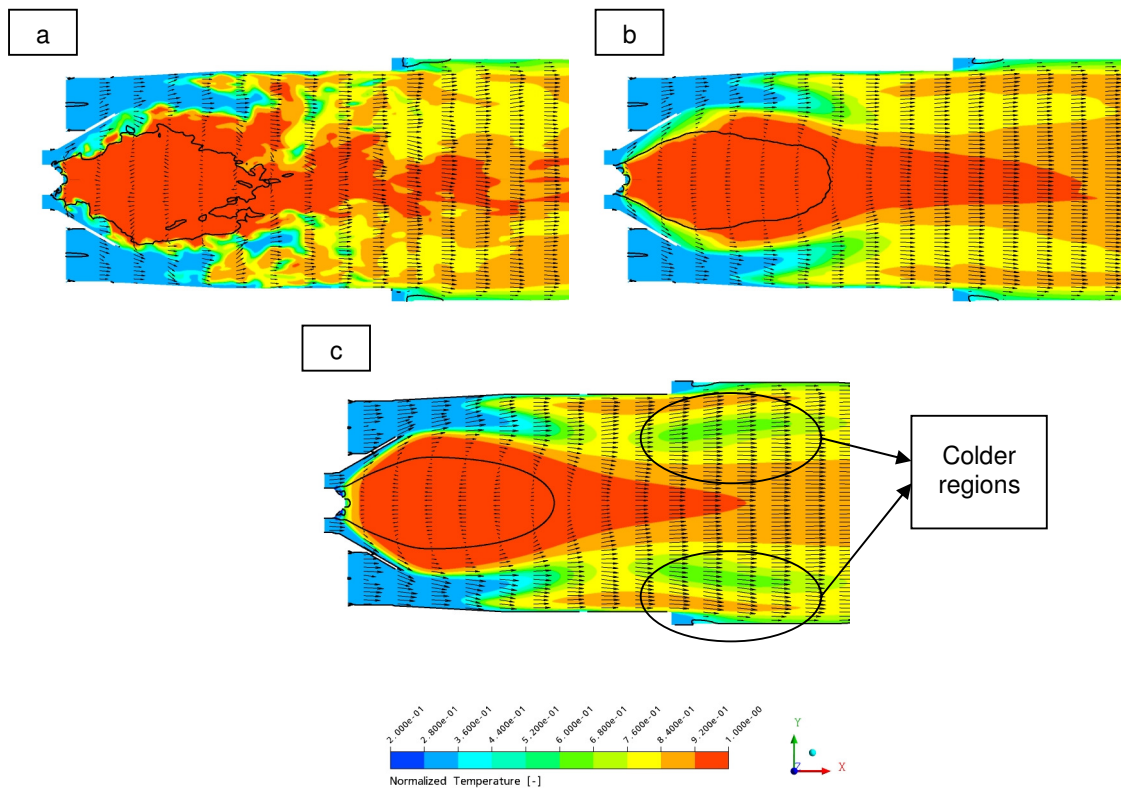 a
b
c
Colder
regions
2.000e-01
2.800e-01
3.600e-01
4.400e-01
5.200e-01
6.000e-01
6.800e-01
7.600e-01
8.400e-01
9.200e-01
1.000e-00
Normalized Temperature [-]
Y
Z
X